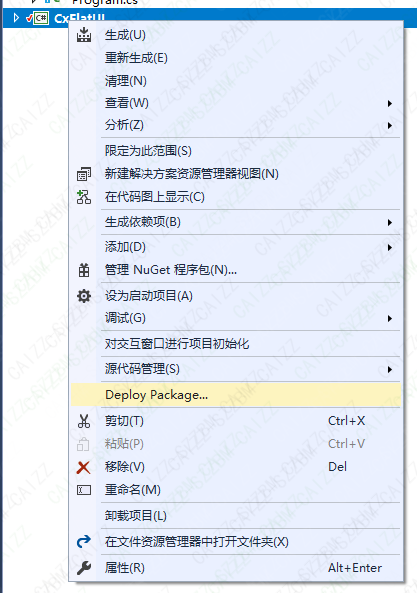 Program.cs
C# CxFlatUI
生成(U)
重新生成(E)
清理(N)
查看(W)
分析(Z)
限定为此范围(S)
新建解决方案资源管理器视图(N)
在代码图上显示(C)
生成依赖项(B)
添加(D)
管理 NuGet 程序包(N)...
设为启动项目(A)
调试(G)
对交互窗口进行项目初始化
源代码管理(S)
Deploy Package...
剪切(T) Ctrl+X
粘贴(P) Ctrl+V
移除(V) Del
重命名(M)
卸载项目(L)
在文件资源管理器中打开文件夹(X)
属性(R) Alt+Enter